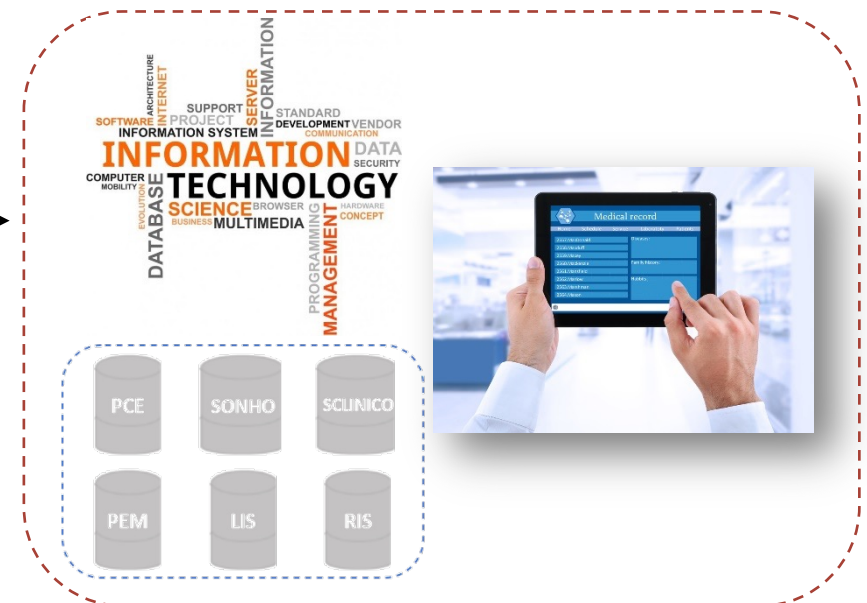 ARCHITECTURE
INTERNET
SERVER
INFORMATION
SUPPORT
STANDARD
SOFTWARE
PROJECT
DEVELOPMENT
VENDOR
INFORMATION SYSTEM
COMMUNICATION
INFORMATION
DATA
SECURITY
COMPUTER
MOBILITY
TECHNOLOGY
EVOLUTION
DATABASE
SCIENCE
BROWSER
HARDWARE
BUSINESS
MULTIMEDIA
CONCEPT
PROGRAMMING
MANAGEMENT
Medical record
PCE
SONHO
SCLINICO
PEM
LIS
RIS